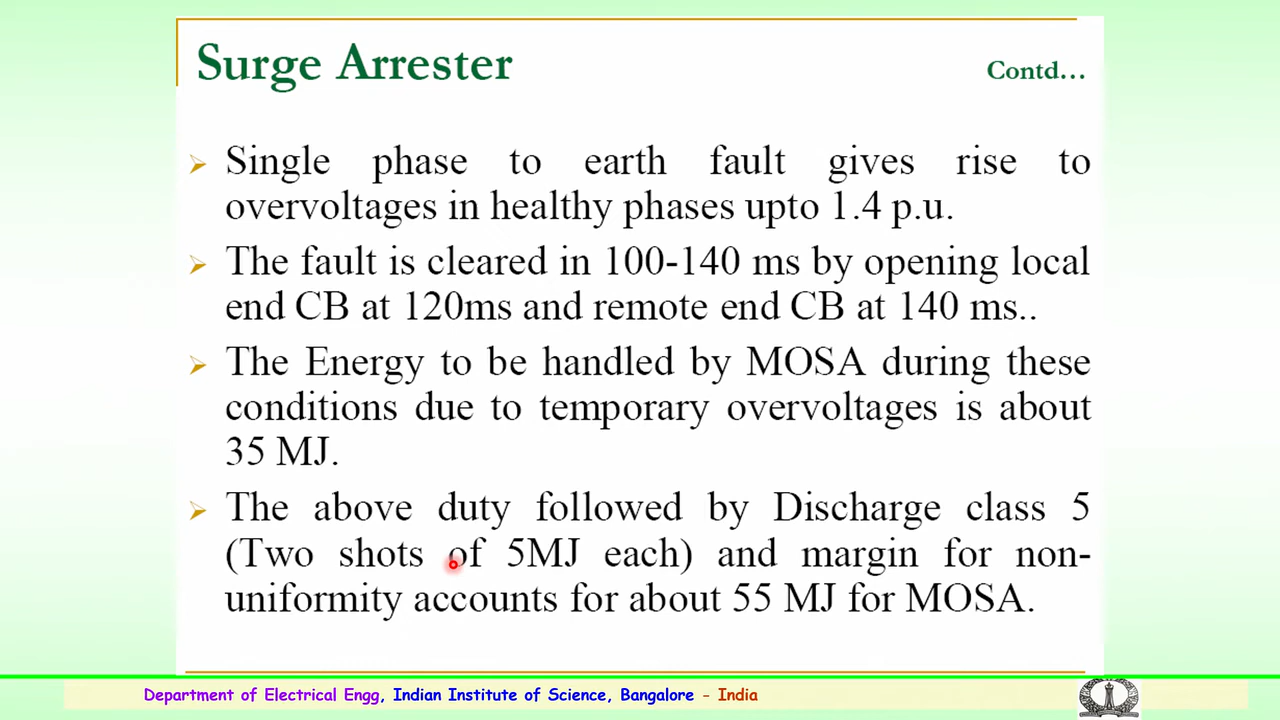 Surge Arrester
Contd...
Single phase to earth fault gives rise to
overvoltages in healthy phases upto 1.4 p.u.
The fault is cleared in 100-140 ms by opening local
end CB at 120ms and remote end CB at 140 ms..
The Energy to be handled by MOSA during these
conditions due to temporary overvoltages is about
35 MJ.
The above duty followed by Discharge class 5
(Two shots of 5MJ each) and margin for non-
uniformity accounts for about 55 MJ for MOSA.
Department of Electrical Engg, Indian Institute of Science, Bangalore - India